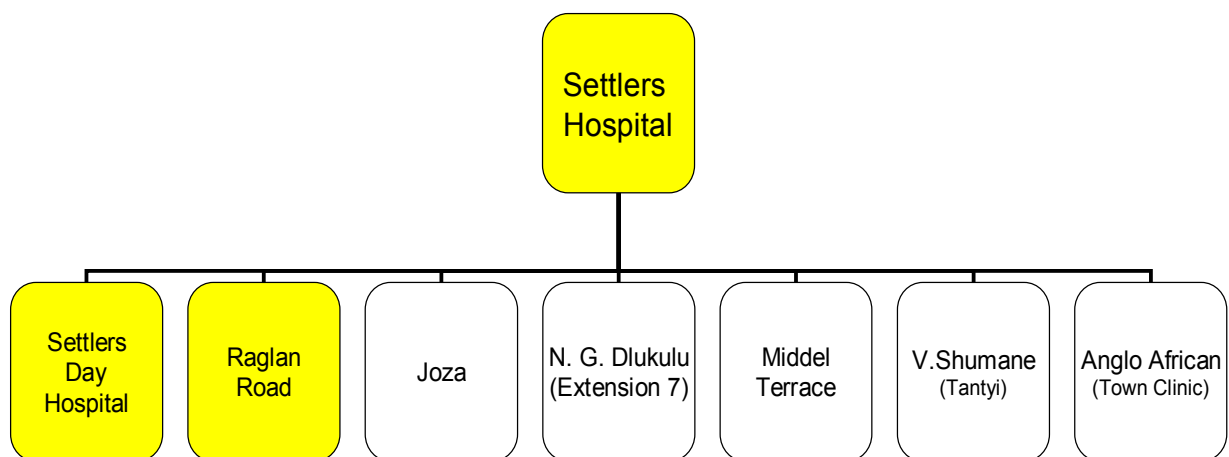 Settlers
Hospital
Settlers
Day
Hospital
Raglan
Road
Joza
N. G. Dlukulu
(Extension 7)
Middel
Terrace
V.Shumane
(Tantyi)
Anglo African
(Town Clinic)